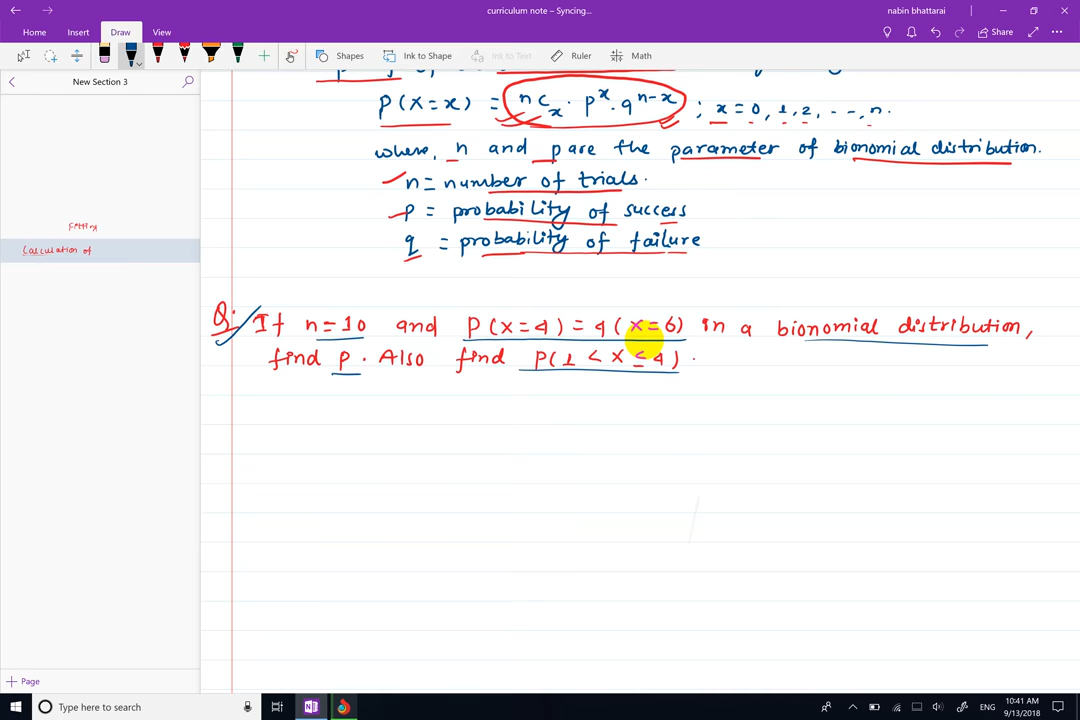 curriculum note - Syncing...
nabin bhattarai
Home Insert Draw View
Share
Shapes Ink to Shape Ink to Text Ruler Math
New Section 3
Calculation of
P(X=x) = nCx · p^x · q^n-x ; x = 0, 1, 2, ---, n.
where, n and p are the parameter of bionomial distribution.
n = number of trials.
p = probability of success
q = probability of failure
Q: If n=10 and P(x=4) = 4(x=6) in a bionomial distribution,
find p. Also find P(1 < x ≤ 4).
+ Page
Type here to search
ENG
10:41 AM
9/13/2018